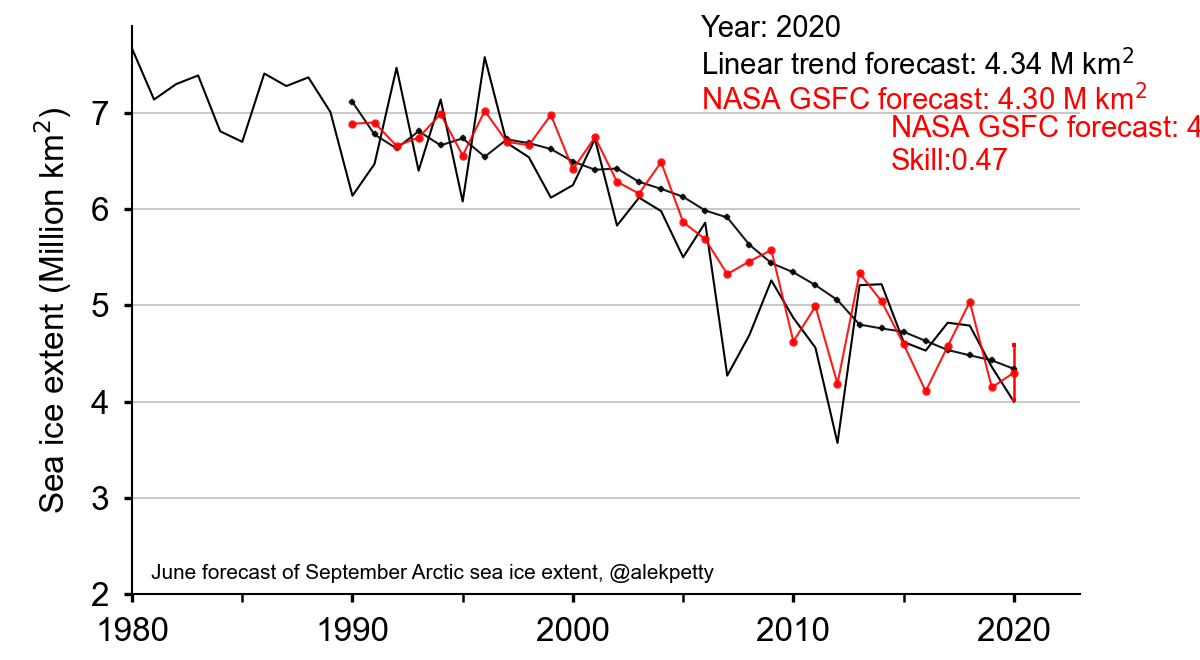 Year: 2020
Linear trend forecast: 4.34 M km²
NASA GSFC forecast: 4.30 M km²
NASA GSFC forecast: 4
Skill:0.47
Sea ice extent (Million km²)
7
6
5
4
3
2
June forecast of September Arctic sea ice extent, @alekpetty
1980 1990 2000 2010 2020